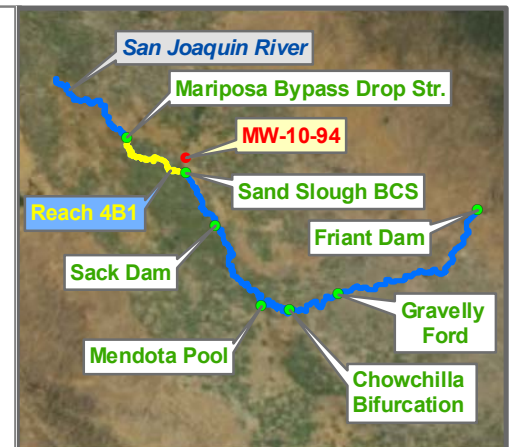 San Joaquin River
Mariposa Bypass Drop Str.
MW-10-94
Sand Slough BCS
Reach 4B1
Friant Dam
Sack Dam
Gravelly
Ford
Mendota Pool
Chowchilla
Bifurcation